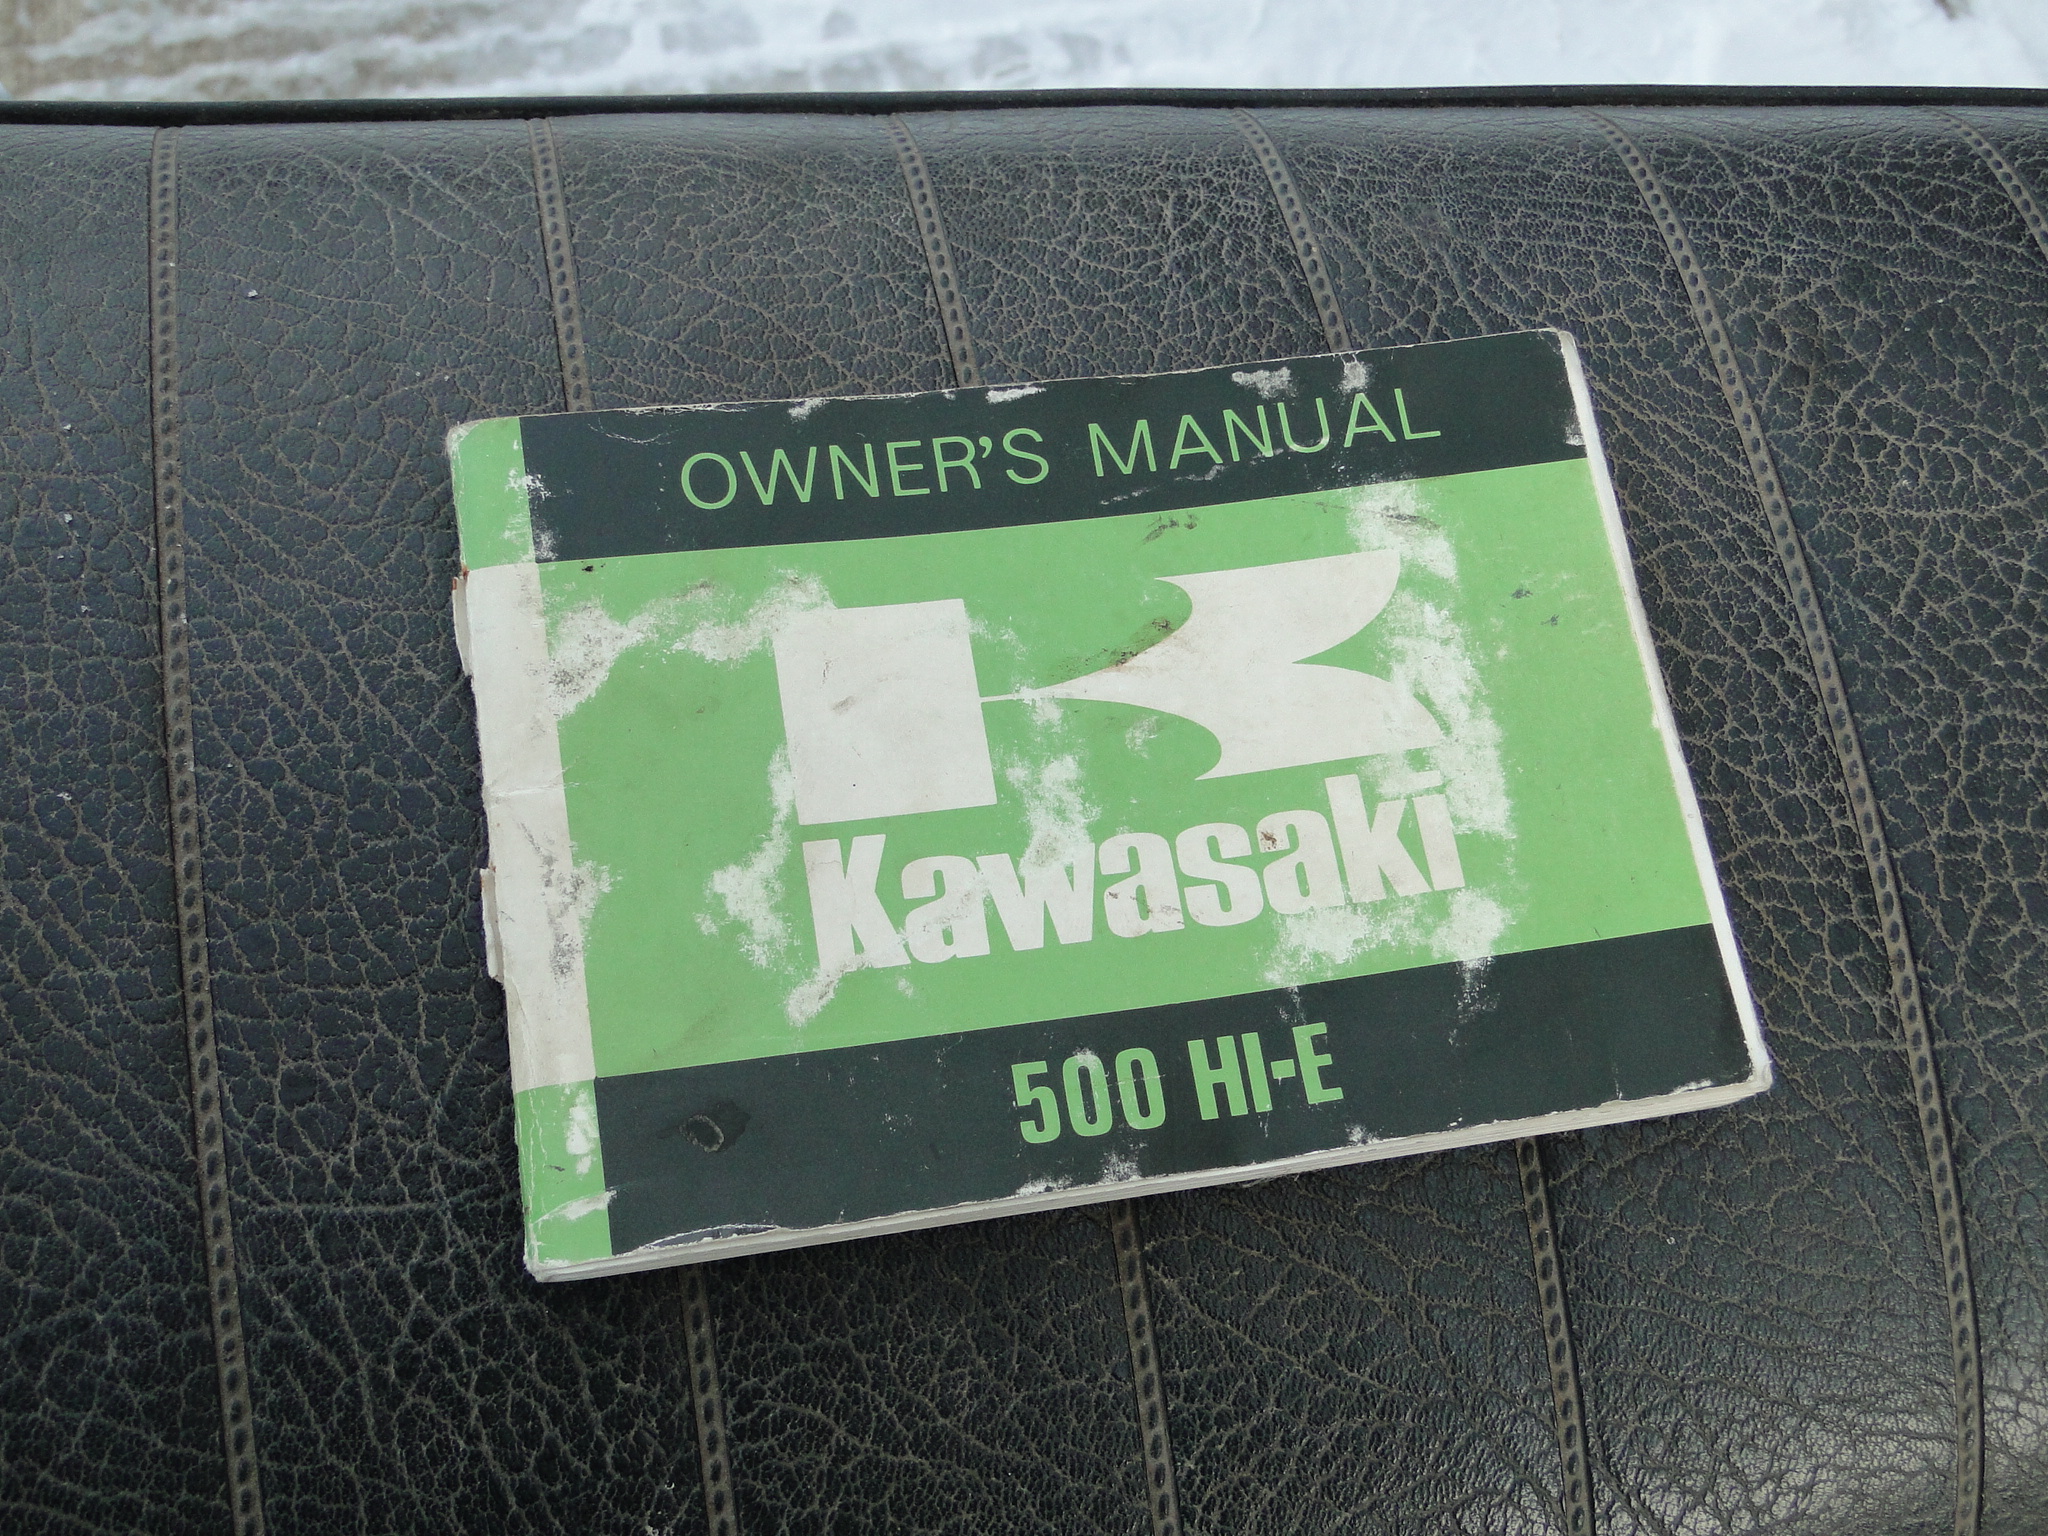 OWNER'S MANUAL
Kawasaki
500 HI-E